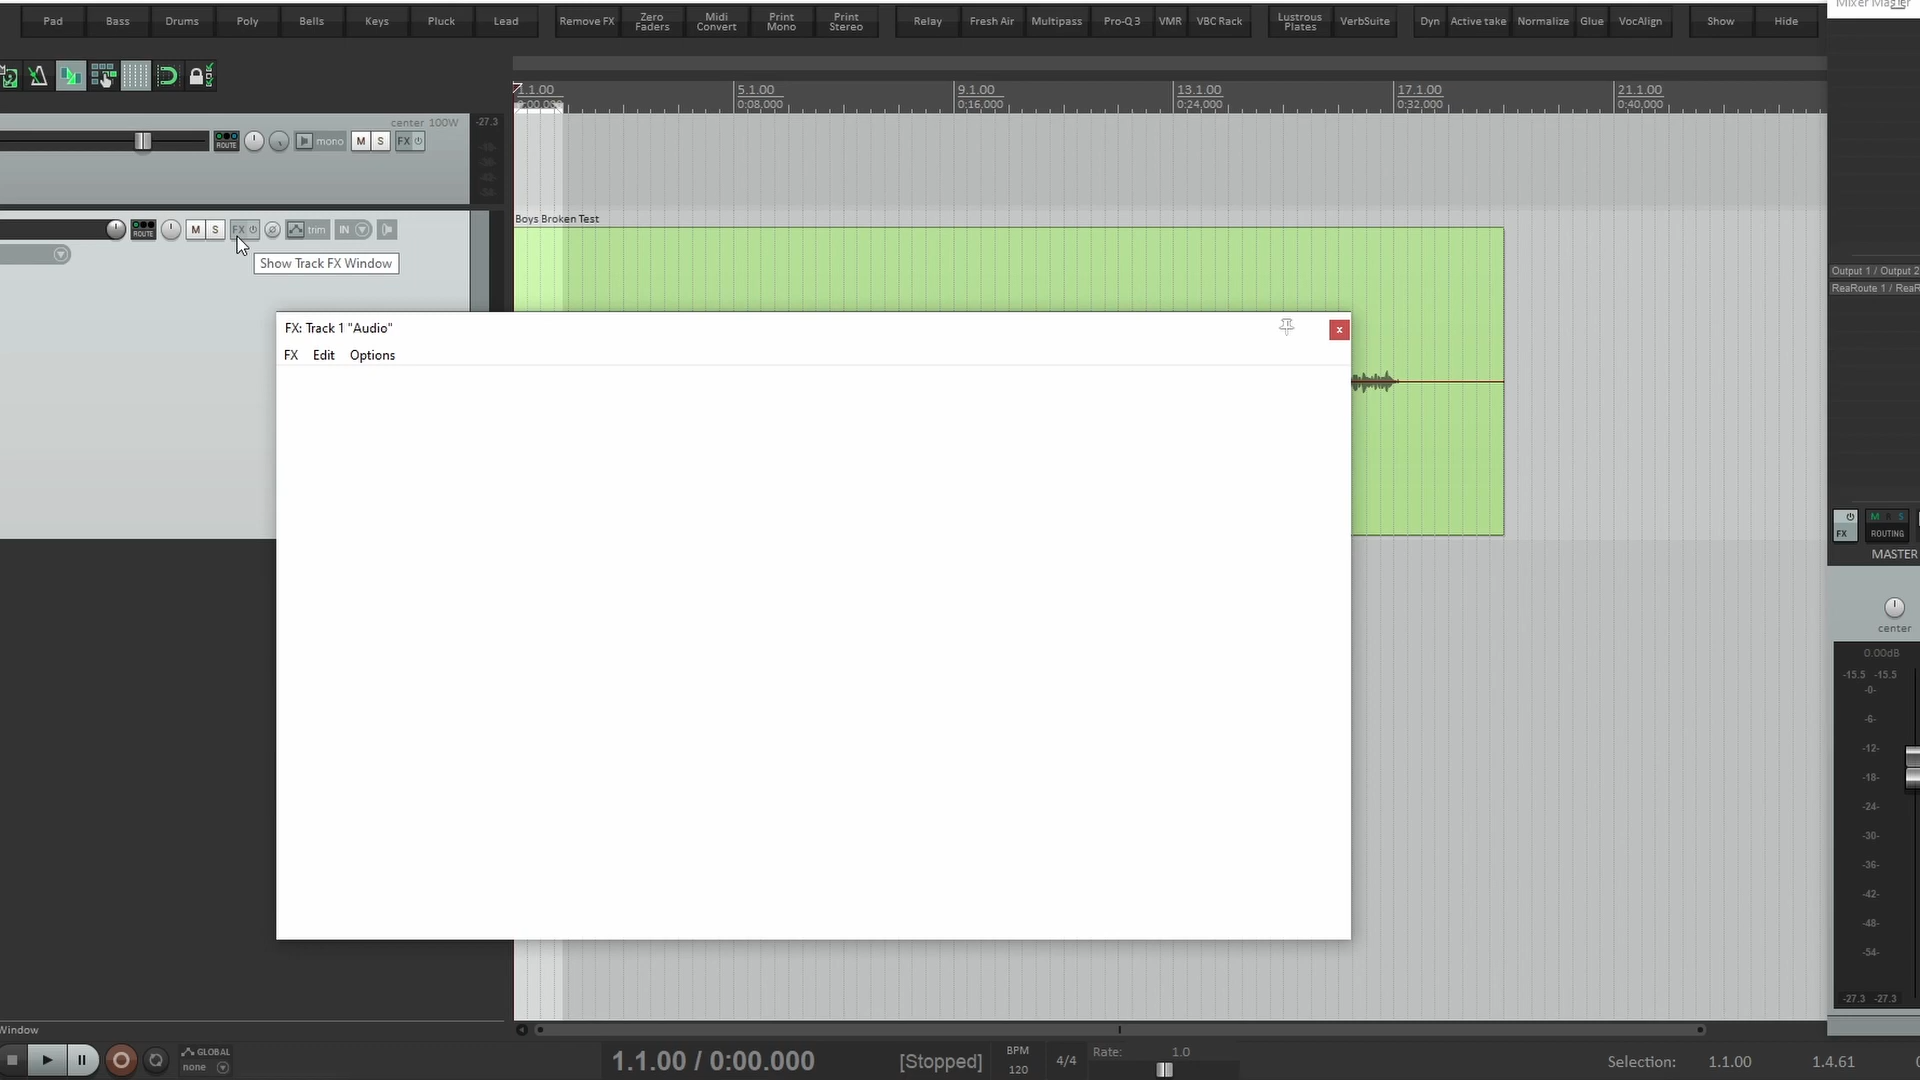 Mixer Master
Pad Bass Drums Poly Bells Keys Pluck Lead Remove FX Zero Faders Midi Convert Print Mono Print Stereo Relay Fresh Air Multipass Pro-Q 3 VMR VBC Rack Lustrous Plates VerbSuite Dyn Active take Normalize Glue VocAlign Show Hide
1.1.00 5.1.00 9.1.00 13.1.00 17.1.00 21.1.00
0:00.000 0:08.000 0:16.000 0:24.000 0:32.000 0:40.000
center 100W -27.3
ROUTE mono M S FX
Boys Broken Test
ROUTE M S FX trim IN
Show Track FX Window
Output 1 / Output 2
ReaRoute 1 / ReaR
FX: Track 1 "Audio" x
FX Edit Options
M R S
FX ROUTING
MASTER
center
0.00dB
-15.5 -15.5
-0-
-6-
-12-
-18-
-24-
-30-
-36-
-42-
-48-
-54-
-27.3 -27.3
Window
GLOBAL
none
1.1.00 / 0:00.000 [Stopped]
BPM
120
4/4
Rate: 1.0
Selection: 1.1.00 1.4.61